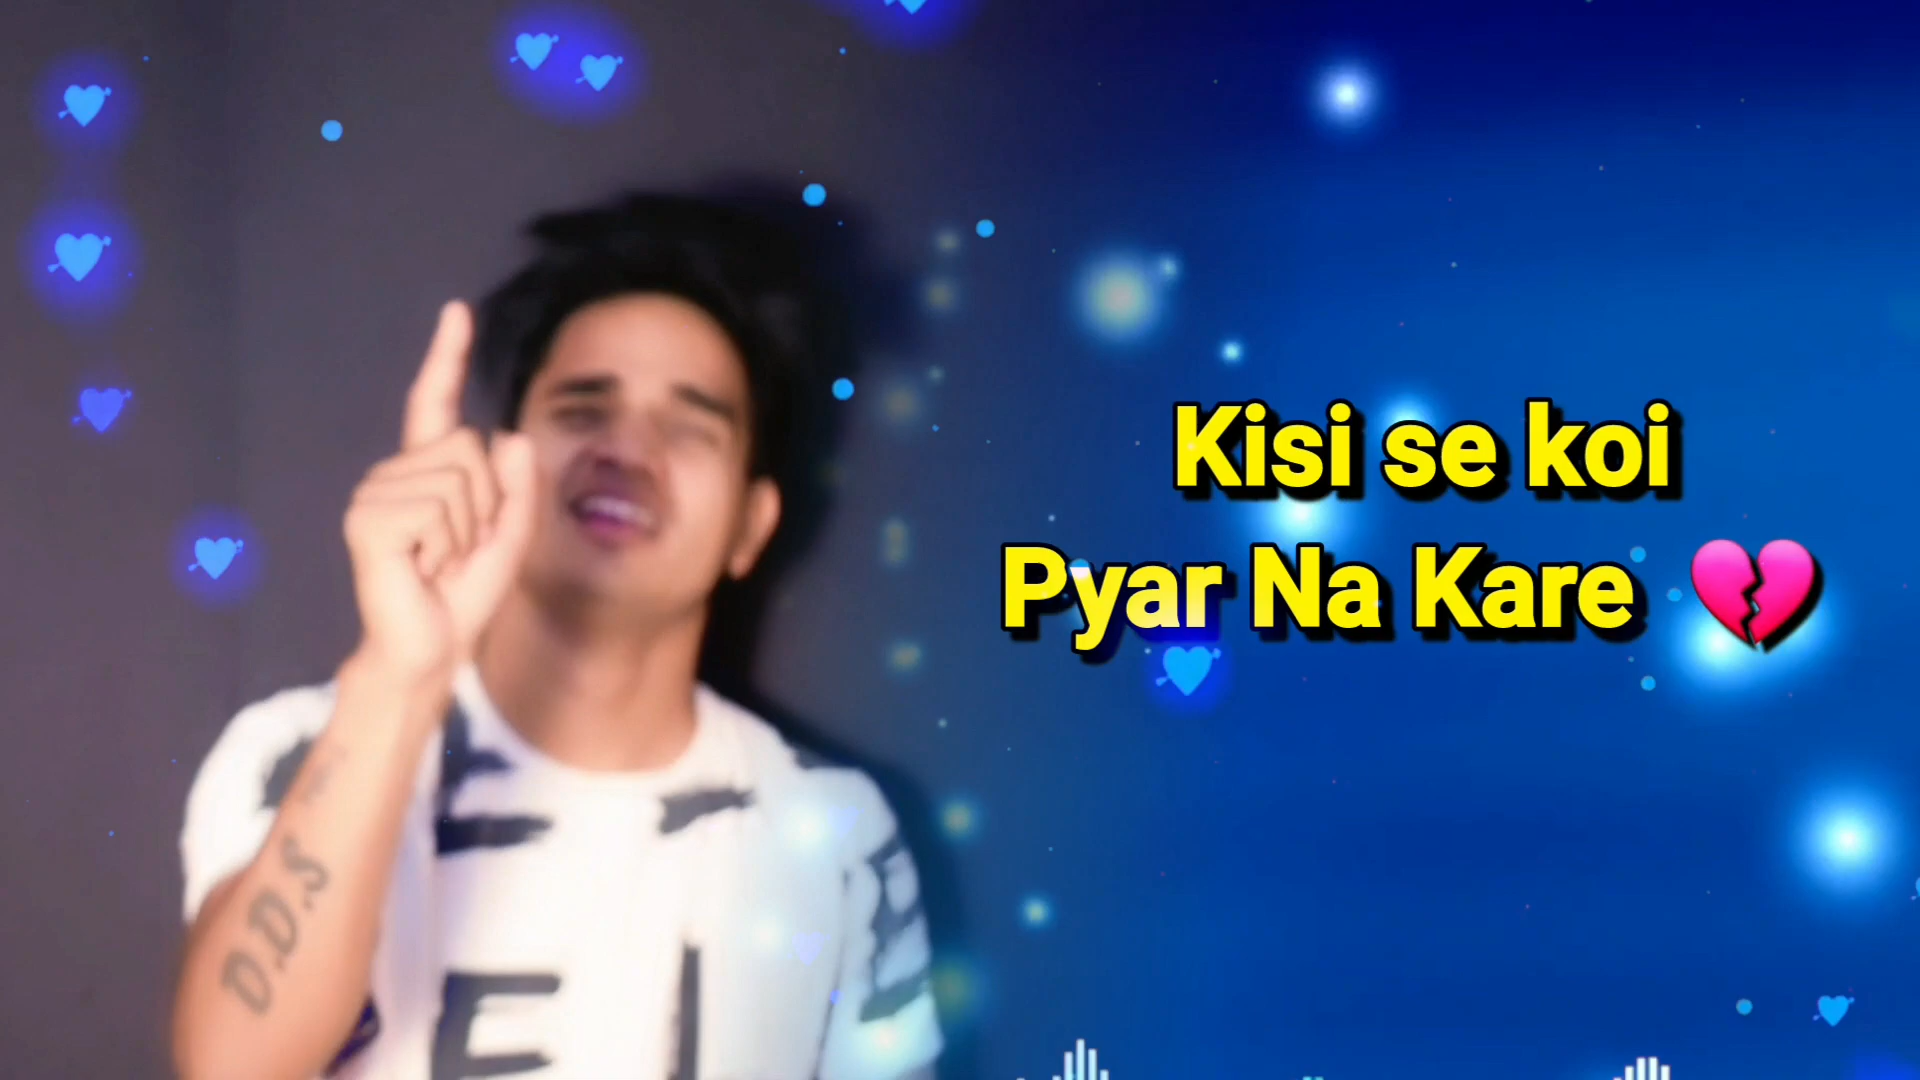 Kisi se koi
Pyar Na Kare 💔
D.D.S
E